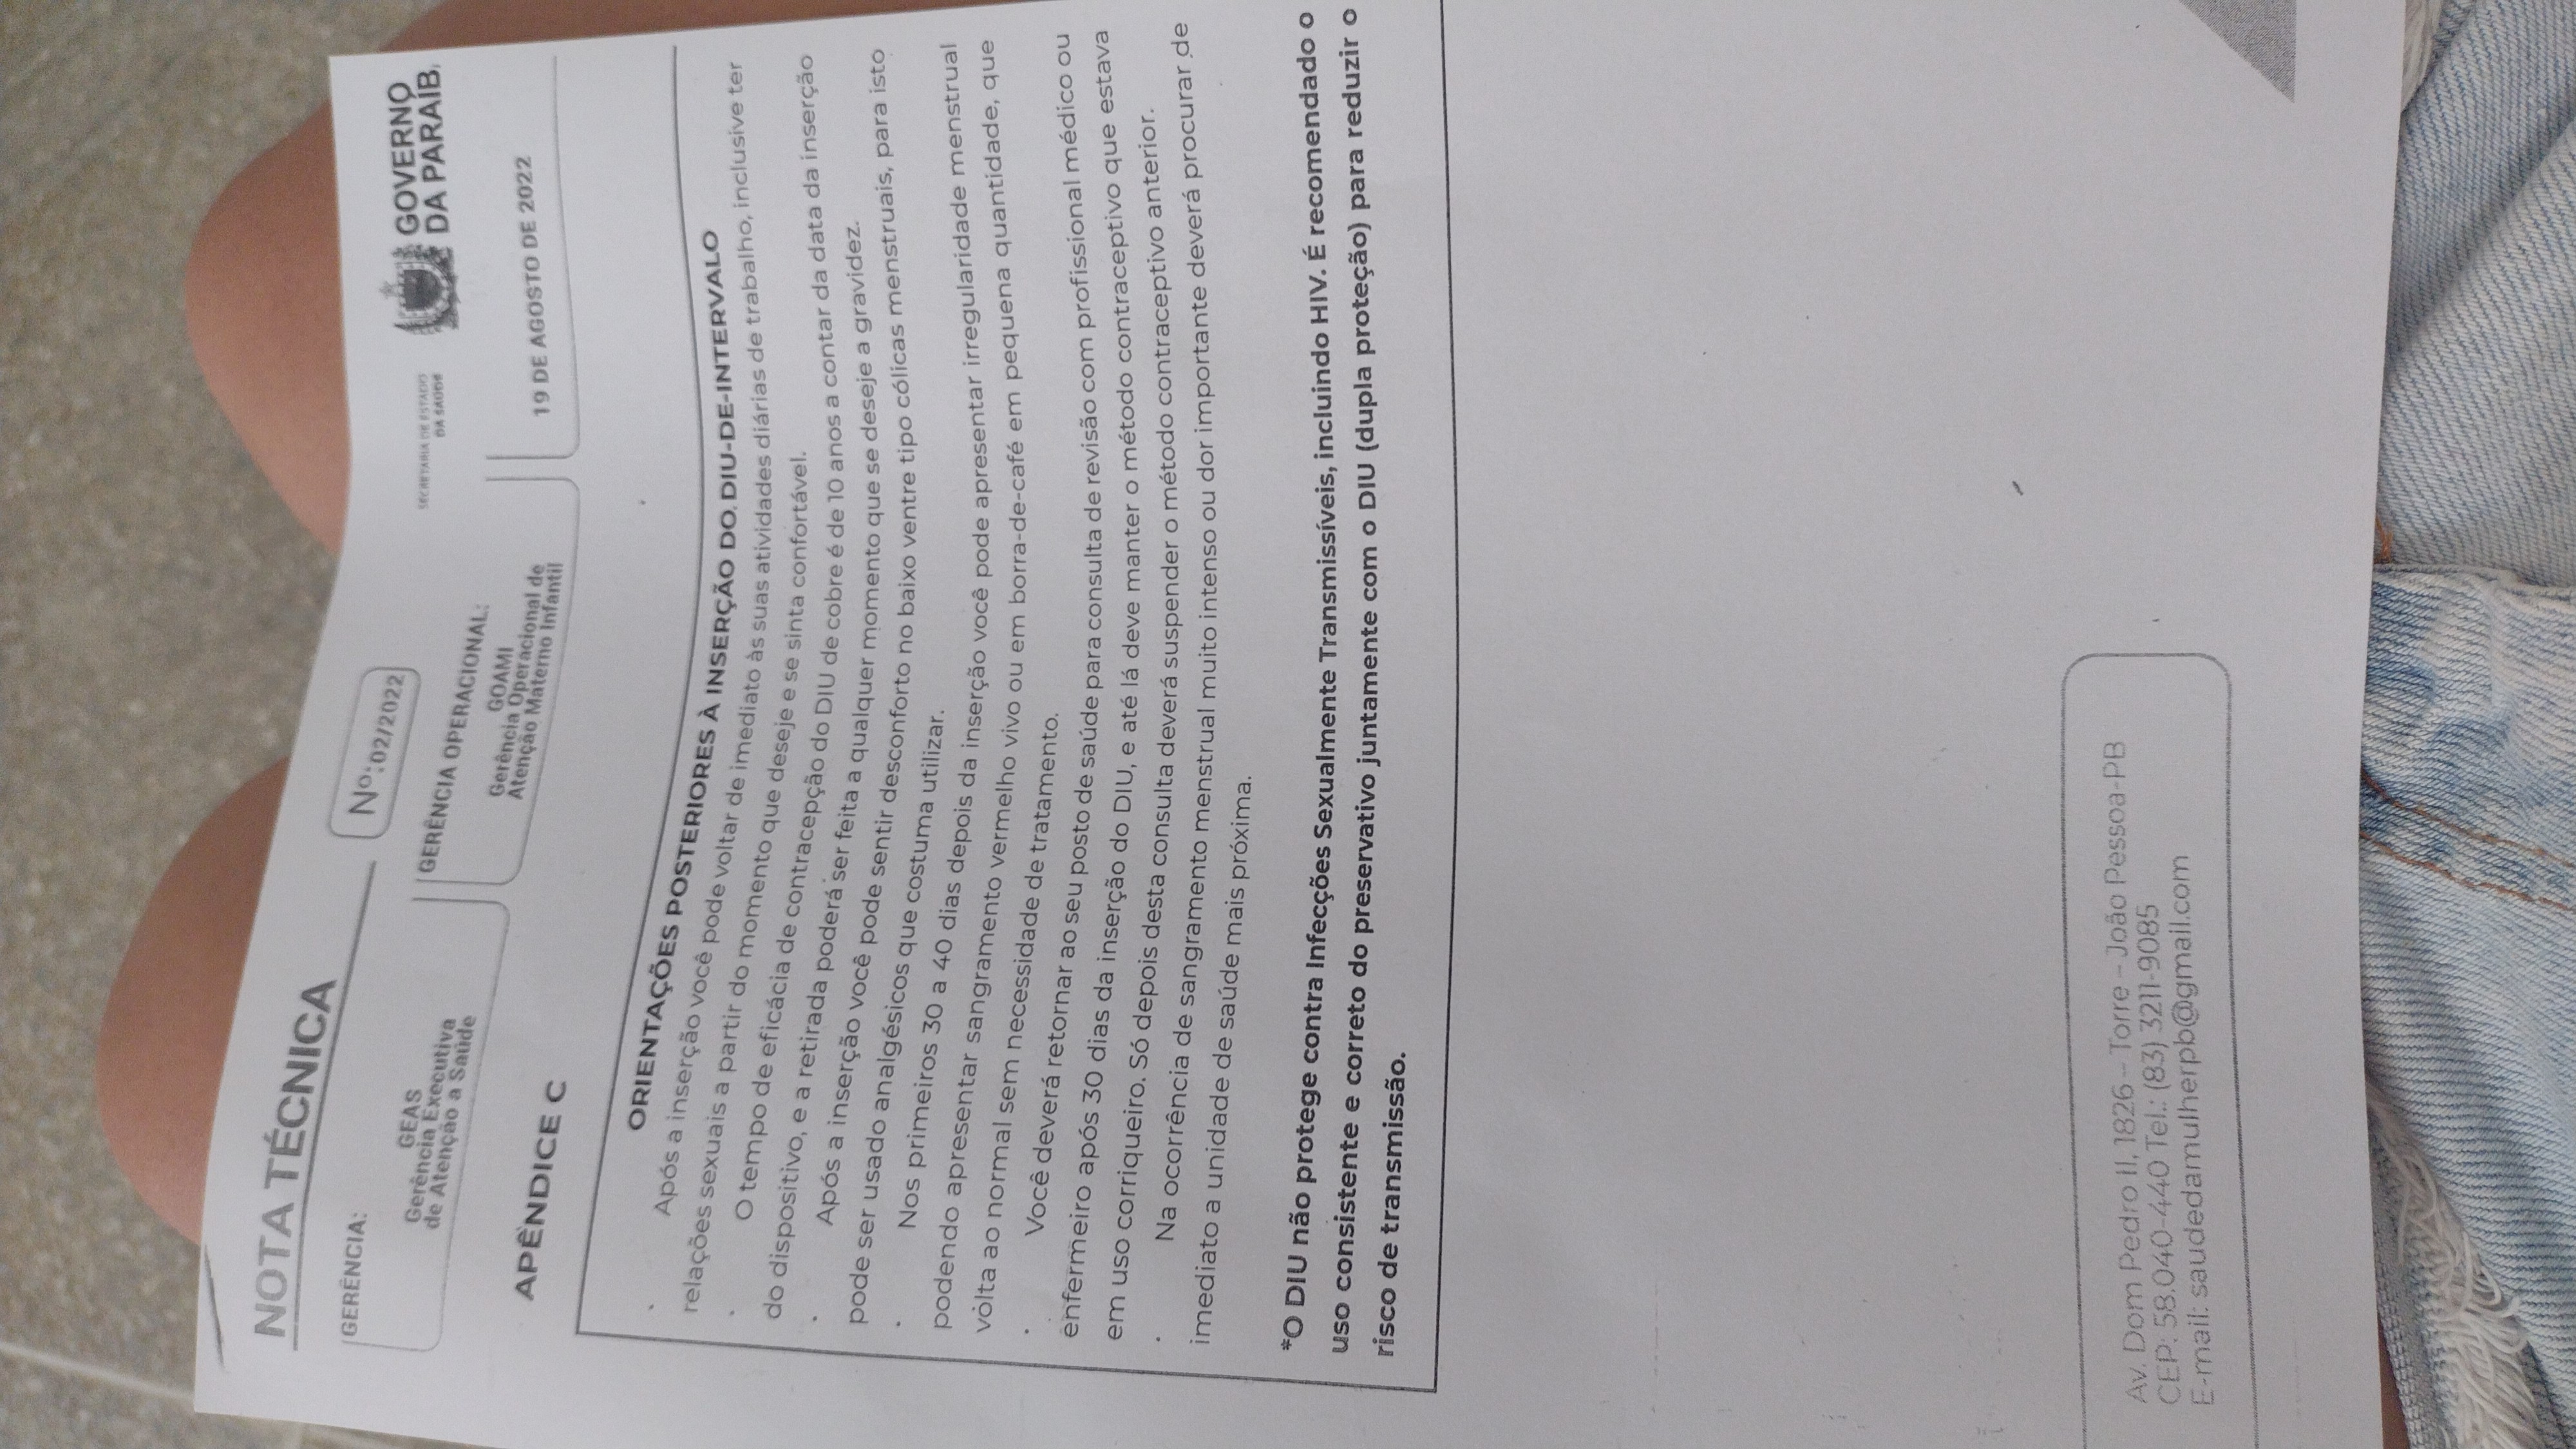 NOTA TÉCNICA
Nº:02/2022
GERÊNCIA:
GEAS
Gerência Executiva
de Atenção a Saúde
GERÊNCIA OPERACIONAL:
GOAMI
Gerência Operacional de
Atenção Materno Infantil
SECRETARIA DE ESTADO
DA SAÚDE
GOVERNO
DA PARAÍB
19 DE AGOSTO DE 2022
APÊNDICE C
ORIENTAÇÕES POSTERIORES À INSERÇÃO DO DIU-DE-INTERVALO
· Após a inserção você pode voltar de imediato às suas atividades diárias de trabalho, inclusive ter
relações sexuais a partir do momento que deseje e se sinta confortável.
· O tempo de eficácia de contracepção do DIU de cobre é de 10 anos a contar da data da inserção
do dispositivo, e a retirada poderá ser feita a qualquer momento que se deseje a gravidez.
· Após a inserção você pode sentir desconforto no baixo ventre tipo cólicas menstruais, para isto
pode ser usado analgésicos que costuma utilizar.
· Nos primeiros 30 a 40 dias depois da inserção você pode apresentar irregularidade menstrual
podendo apresentar sangramento vermelho vivo ou em borra-de-café em pequena quantidade, que
volta ao normal sem necessidade de tratamento.
· Você deverá retornar ao seu posto de saúde para consulta de revisão com profissional médico ou
enfermeiro após 30 dias da inserção do DIU, e até lá deve manter o método contraceptivo que estava
em uso corriqueiro. Só depois desta consulta deverá suspender o método contraceptivo anterior.
· Na ocorrência de sangramento menstrual muito intenso ou dor importante deverá procurar de
imediato a unidade de saúde mais próxima.
*O DIU não protege contra Infecções Sexualmente Transmissíveis, incluindo HIV. É recomendado o
uso consistente e correto do preservativo juntamente com o DIU (dupla proteção) para reduzir o
risco de transmissão.
Av. Dom Pedro II, 1826 – Torre – João Pessoa-PB
CEP: 58.040-440 Tel.: (83) 3211-9085
E-mail: saudedamulherpb@gmail.com